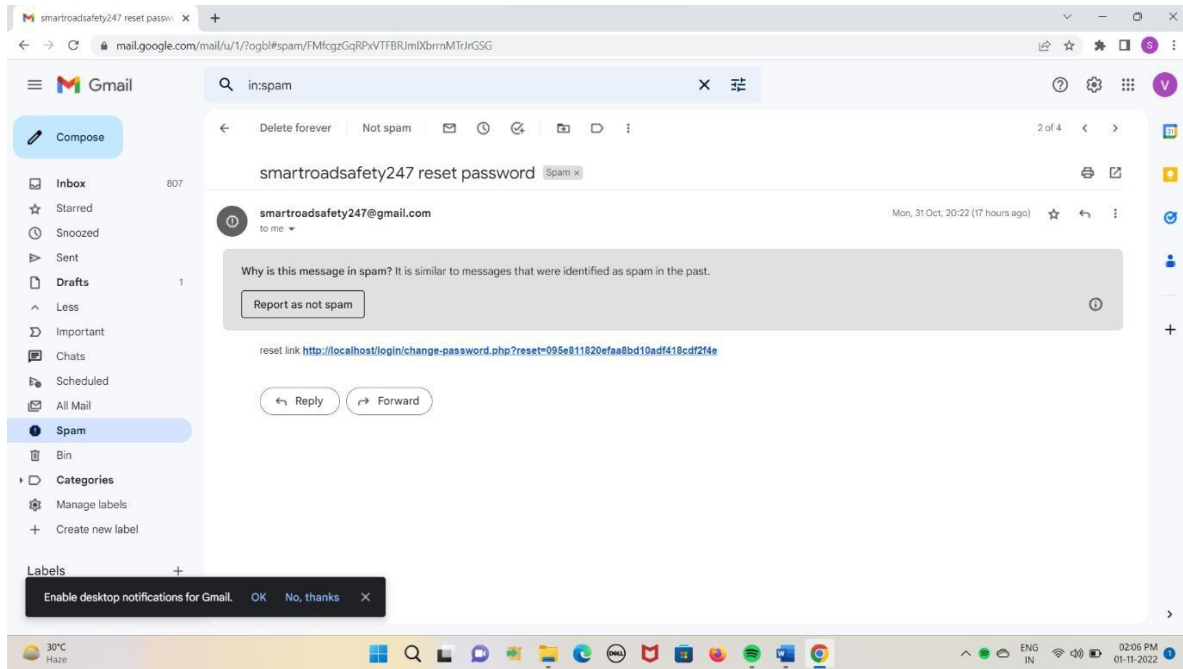 smartroadsafety247 reset passwo
mail.google.com/mail/u/1/?ogbl#spam/FMfcgzGqRPxVTFBRJmlXbrrnMTrJrGSG
S
Gmail
in:spam
V
Compose
Delete forever Not spam
2 of 4
31
smartroadsafety247 reset password Spam ×
Inbox 807
Starred
Snoozed
Sent
Drafts 1
Less
Important
Chats
Scheduled
All Mail
Spam
Bin
Categories
Manage labels
Create new label
Labels
smartroadsafety247@gmail.com
Mon, 31 Oct, 20:22 (17 hours ago)
to me
Why is this message in spam? It is similar to messages that were identified as spam in the past.
Report as not spam
reset link http://localhost/login/change-password.php?reset=095e811820efaa8bd10adf418cdf2f4e
Reply Forward
Enable desktop notifications for Gmail. OK No, thanks
30°C
Haze
DELL
W
ENG
IN
02:06 PM
01-11-2022
1